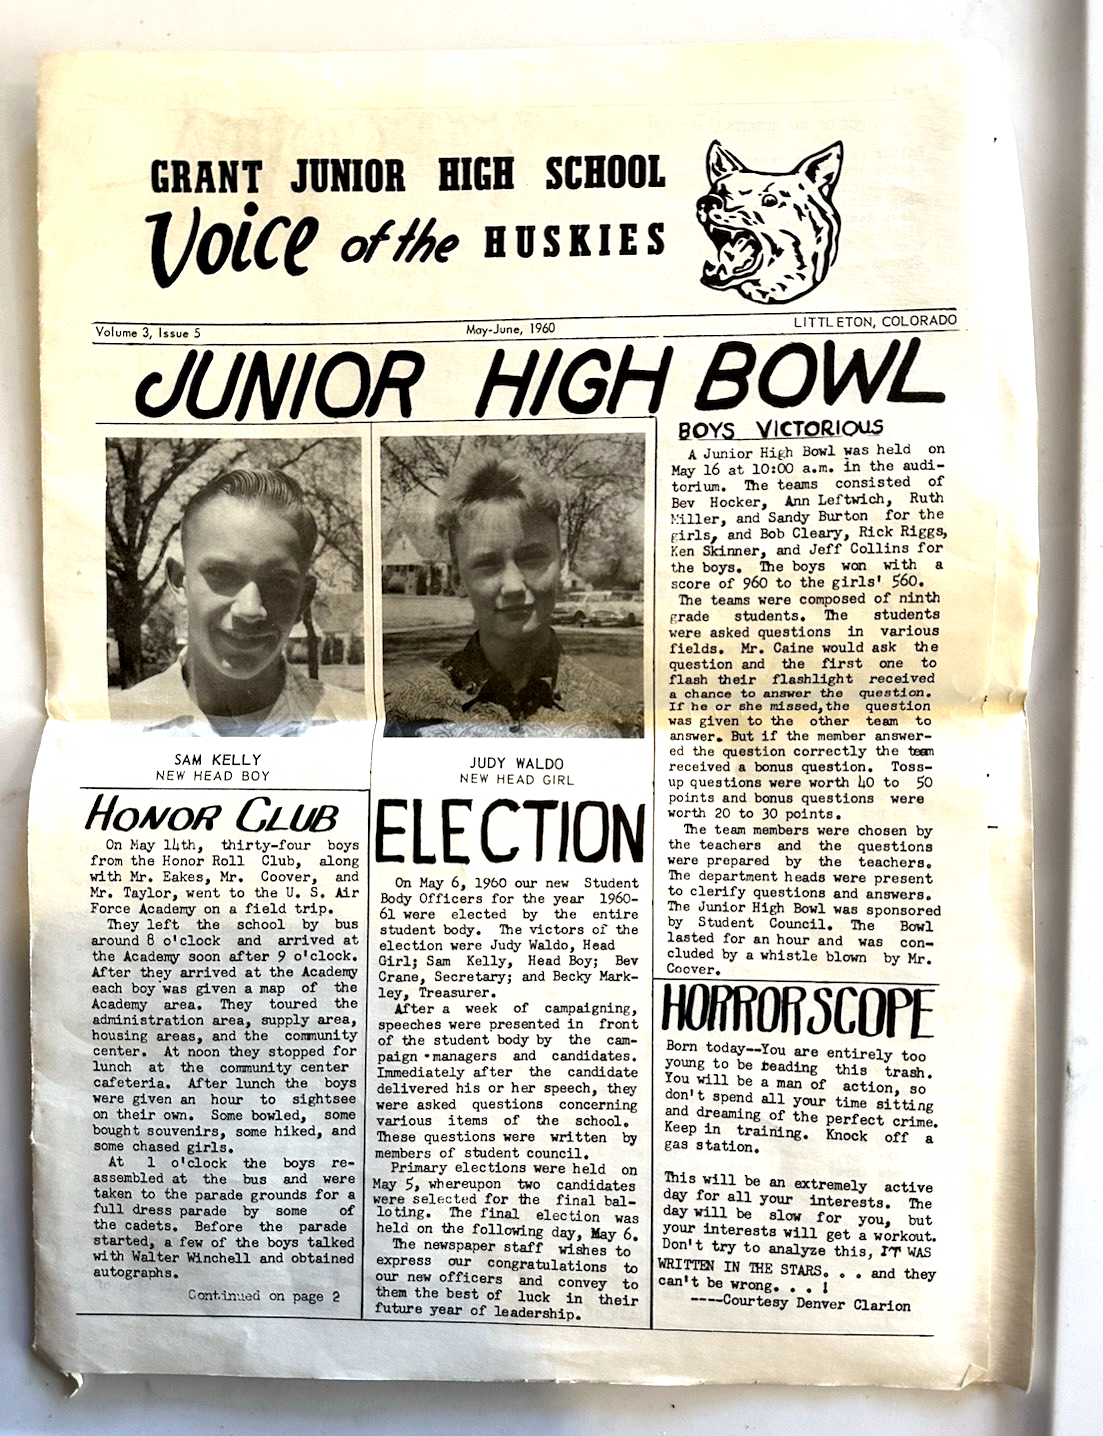 GRANT JUNIOR HIGH SCHOOL
Voice of the HUSKIES
Volume 3, Issue 5
May-June, 1960
LITTLETON, COLORADO
JUNIOR HIGH BOWL
SAM KELLY
NEW HEAD BOY
JUDY WALDO
NEW HEAD GIRL
HONOR CLUB
On May 14th, thirty-four boys
from the Honor Roll Club, along
with Mr. Eakes, Mr. Coover, and
Mr. Taylor, went to the U. S. Air
Force Academy on a field trip.
They left the school by bus
around 8 o'clock and arrived at
the Academy soon after 9 o'clock.
After they arrived at the Academy
each boy was given a map of the
Academy area. They toured the
administration area, supply area,
housing areas, and the community
center. At noon they stopped for
lunch at the community center
cafeteria. After lunch the boys
were given an hour to sightsee
on their own. Some bowled, some
bought souvenirs, some hiked, and
some chased girls.
At 1 o'clock the boys re-
assembled at the bus and were
taken to the parade grounds for a
full dress parade by some of
the cadets. Before the parade
started, a few of the boys talked
with Walter Winchell and obtained
autographs.
Continued on page 2
ELECTION
On May 6, 1960 our new Student
Body Officers for the year 1960-
61 were elected by the entire
student body. The victors of the
election were Judy Waldo, Head
Girl; Sam Kelly, Head Boy; Bev
Crane, Secretary; and Becky Mark-
ley, Treasurer.
After a week of campaigning,
speeches were presented in front
of the student body by the cam-
paign managers and candidates.
Immediately after the candidate
delivered his or her speech, they
were asked questions concerning
various items of the school.
These questions were written by
members of student council.
Primary elections were held on
May 5, whereupon two candidates
were selected for the final bal-
loting. The final election was
held on the following day, May 6.
The newspaper staff wishes to
express our congratulations to
our new officers and convey to
them the best of luck in their
future year of leadership.
BOYS VICTORIOUS
A Junior High Bowl was held on
May 16 at 10:00 a.m. in the audi-
torium. The teams consisted of
Bev Hocker, Ann Leftwich, Ruth
Miller, and Sandy Burton for the
girls, and Bob Cleary, Rick Riggs,
Ken Skinner, and Jeff Collins for
the boys. The boys won with a
score of 960 to the girls' 560.
The teams were composed of ninth
grade students. The students
were asked questions in various
fields. Mr. Caine would ask the
question and the first one to
flash their flashlight received
a chance to answer the question.
If he or she missed,the question
was given to the other team to
answer. But if the member answer-
ed the question correctly the team
received a bonus question. Toss-
up questions were worth 40 to 50
points and bonus questions were
worth 20 to 30 points.
The team members were chosen by
the teachers and the questions
were prepared by the teachers.
The department heads were present
to clerify questions and answers.
The Junior High Bowl was sponsored
by Student Council. The Bowl
lasted for an hour and was con-
cluded by a whistle blown by Mr.
Coover.
HORRORSCOPE
Born today--You are entirely too
young to be reading this trash.
You will be a man of action, so
don't spend all your time sitting
and dreaming of the perfect crime.
Keep in training. Knock off a
gas station.
This will be an extremely active
day for all your interests. The
day will be slow for you, but
your interests will get a workout.
Don't try to analyze this, IT WAS
WRITTEN IN THE STARS. . . and they
can't be wrong. . . !
----Courtesy Denver Clarion